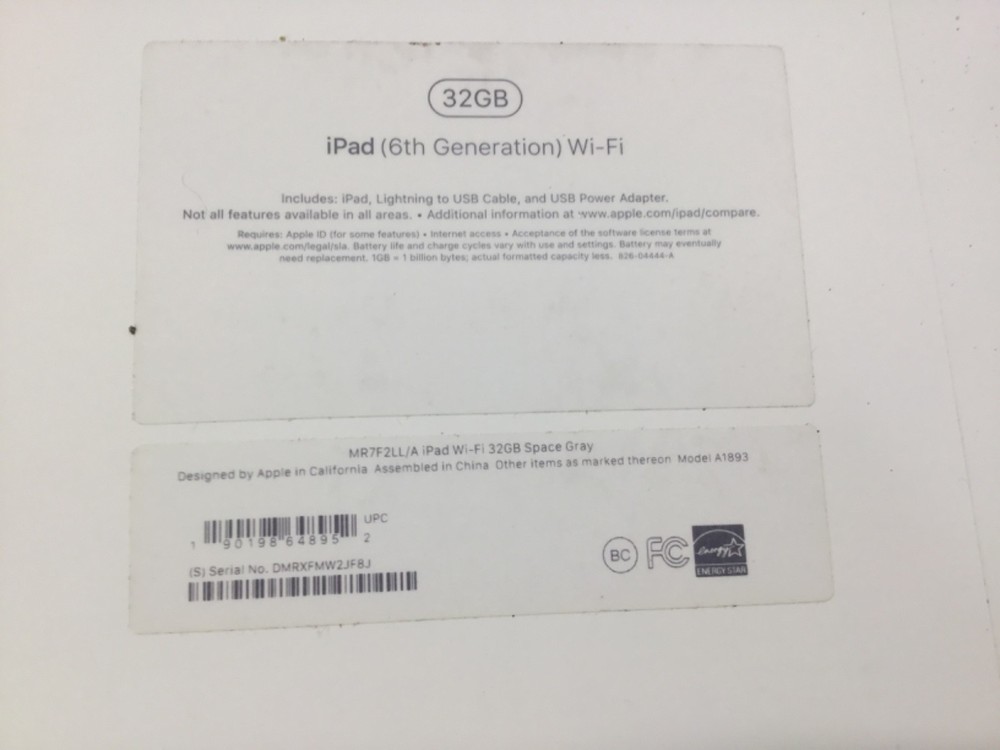 32GB
iPad (6th Generation) Wi-Fi
Includes: iPad, Lightning to USB Cable, and USB Power Adapter.
Not all features available in all areas. • Additional information at www.apple.com/ipad/compare.
Requires: Apple ID (for some features) • Internet access • Acceptance of the software license terms at
www.apple.com/legal/sla. Battery life and charge cycles vary with use and settings. Battery may eventually
need replacement. 1GB = 1 billion bytes; actual formatted capacity less. 826-04444-A
MR7F2LL/A iPad Wi-Fi 32GB Space Gray
Designed by Apple in California Assembled in China Other items as marked thereon Model A1893
UPC
1 90198 64895 2
(S) Serial No. DMRXFMW2JF8J
BC FC energy
ENERGY STAR